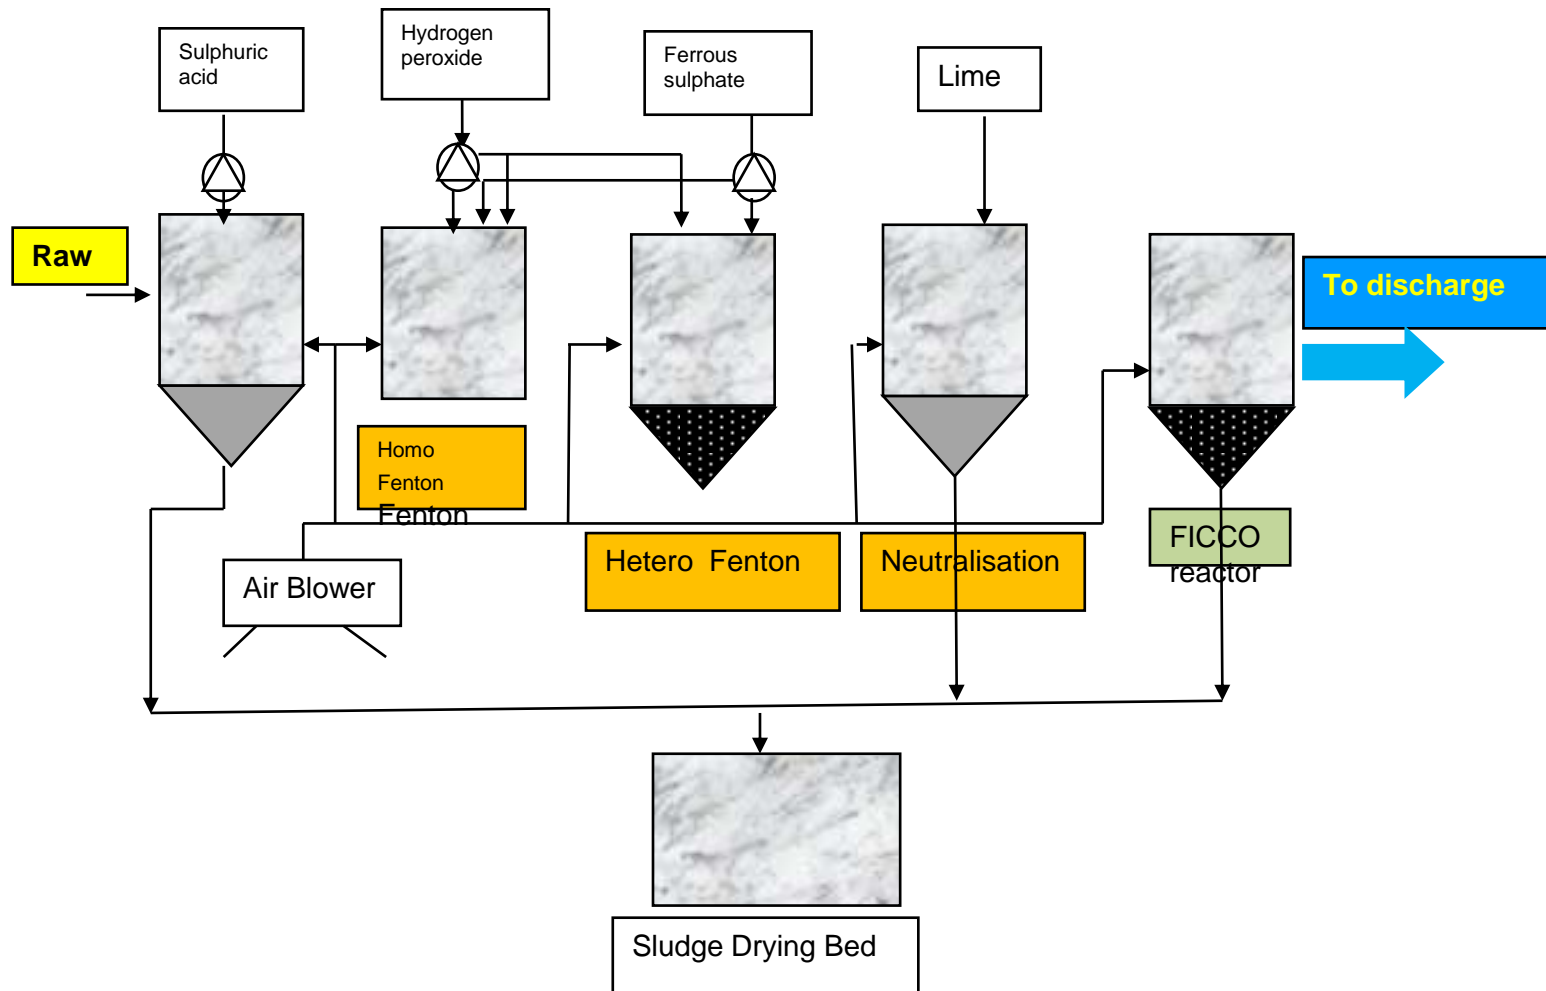 Sulphuric
acid
Hydrogen
peroxide
Ferrous
sulphate
Lime
Raw
To discharge
Homo
Fenton
Fenton
Hetero Fenton
Neutralisation
FICCO
reactor
Air Blower
Sludge Drying Bed